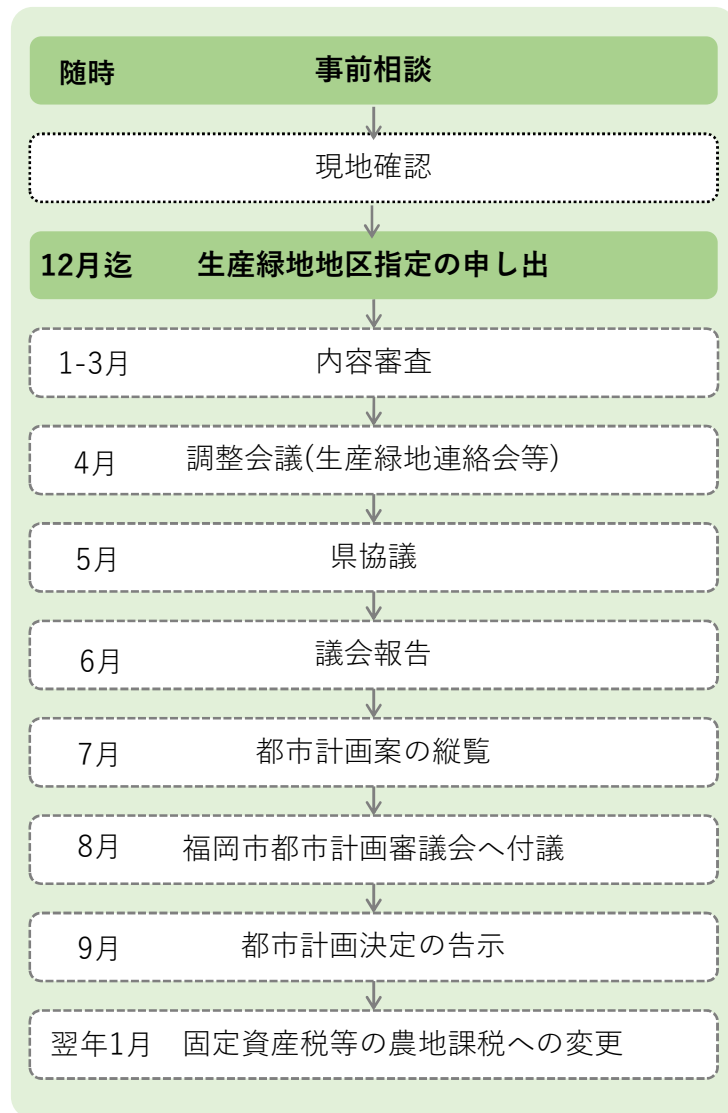 随時 事前相談
現地確認
12月迄 生産緑地地区指定の申し出
1-3月 内容審査
4月 調整会議(生産緑地連絡会等)
5月 県協議
6月 議会報告
7月 都市計画案の縦覧
8月 福岡市都市計画審議会へ付議
9月 都市計画決定の告示
翌年1月 固定資産税等の農地課税への変更